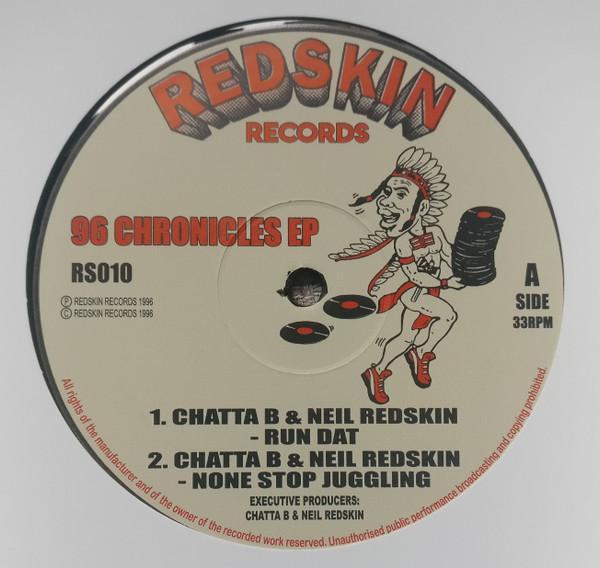 REDSKIN
RECORDS
96 CHRONICLES EP
RS010
Ⓟ REDSKIN RECORDS 1996
Ⓒ REDSKIN RECORDS 1996
A
SIDE
33RPM
1. CHATTA B & NEIL REDSKIN
- RUN DAT
2. CHATTA B & NEIL REDSKIN
- NONE STOP JUGGLING
EXECUTIVE PRODUCERS:
CHATTA B & NEIL REDSKIN
All rights of the manufacturer and of the owner of the recorded work reserved. Unauthorised public performance broadcasting and copying prohibited.